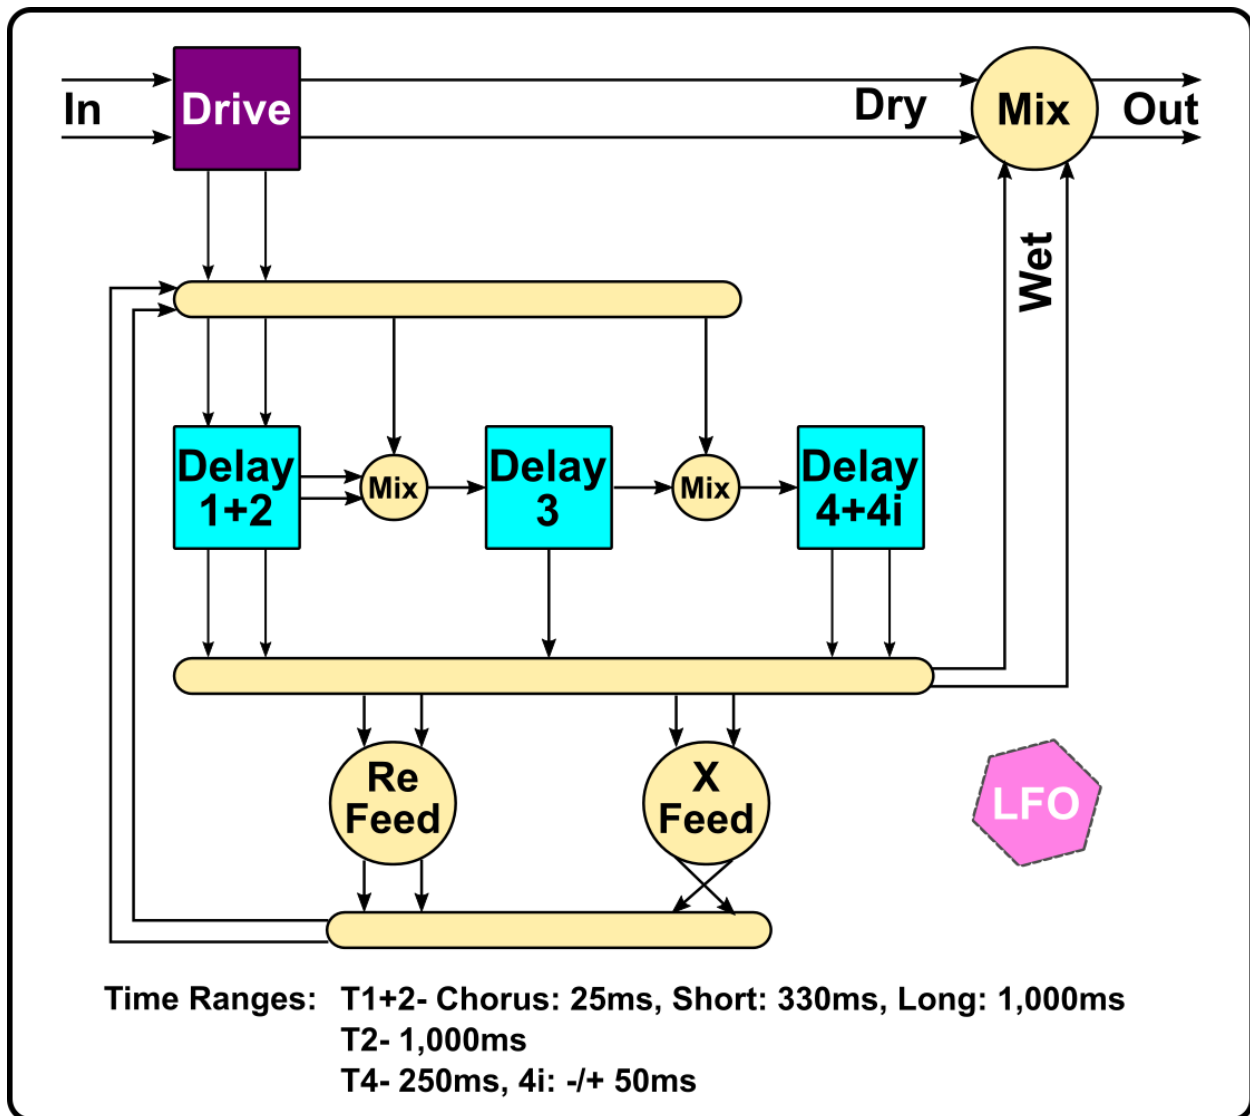 In
Drive
Dry
Mix
Out
Wet
Delay
1+2
Mix
Delay
3
Mix
Delay
4+4i
Re
Feed
X
Feed
LFO
Time Ranges: T1+2- Chorus: 25ms, Short: 330ms, Long: 1,000ms
T2- 1,000ms
T4- 250ms, 4i: -/+ 50ms